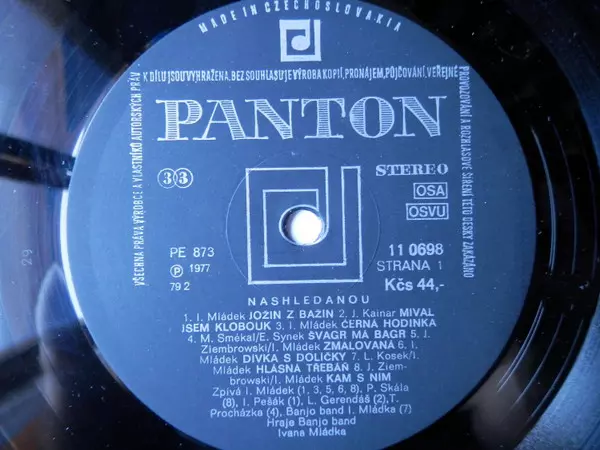 MADE IN CZECHOSLOVAKIA
VŠECHNA PRÁVA VÝROBCE A VLASTNÍKO AUTORSKÝCH PRÁV K DÍLU JSOU VYHRAŽENA, BEZ SOUHLASU JE VÝROBA KOPIÍ, PRONÁJEM, PŮJČOVÁNÍ, VEŘEJNÉ PROVOZOVÁNÍ A ROZHLASOVÉ ŠÍŘENÍ TÉTO DESKY ZAKÁZÁNO
PANTON
33
STEREO
OSA
OSVU
PE 873
℗ 1977
79 2
11 0698
STRANA 1
Kčs 44,-
29
NASHLEDANOU
1. I. Mládek JOŽIN Z BAŽIN 2. J. Kainar MIVAL
JSEM KLOBOUK 3. I. Mládek ČERNÁ HODINKA
4. M. Smékal/E. Synek ŠVAGR MÁ BAGR 5. J.
Ziembrowski/I. Mládek ZMALOVANÁ 6. I.
Mládek DÍVKA S DOLÍČKY 7. L. Kosek/I.
Mládek HLÁSNÁ TŘEBÁŇ 8. J. Ziem-
browski/I. Mládek KAM S NÍM
Zpívá I. Mládek (1, 3, 5, 6, 8), P. Skála
(8), I. Pešák (1), L. Gerendáš (2), T.
Procházka (4), Banjo band I. Mládka (7)
Hraje Banjo band
Ivana Mládka